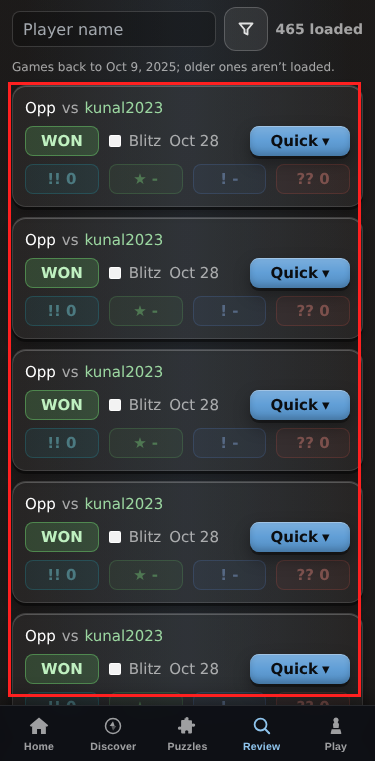 Player name
465 loaded
Games back to Oct 9, 2025; older ones aren’t loaded.
Opp vs kunal2023
WON Blitz Oct 28 Quick ▾
!! 0 ★ - ! - ?? 0
Opp vs kunal2023
WON Blitz Oct 28 Quick ▾
!! 0 ★ - ! - ?? 0
Opp vs kunal2023
WON Blitz Oct 28 Quick ▾
!! 0 ★ - ! - ?? 0
Opp vs kunal2023
WON Blitz Oct 28 Quick ▾
!! 0 ★ - ! - ?? 0
Opp vs kunal2023
WON Blitz Oct 28 Quick ▾
Home Discover Puzzles Review Play